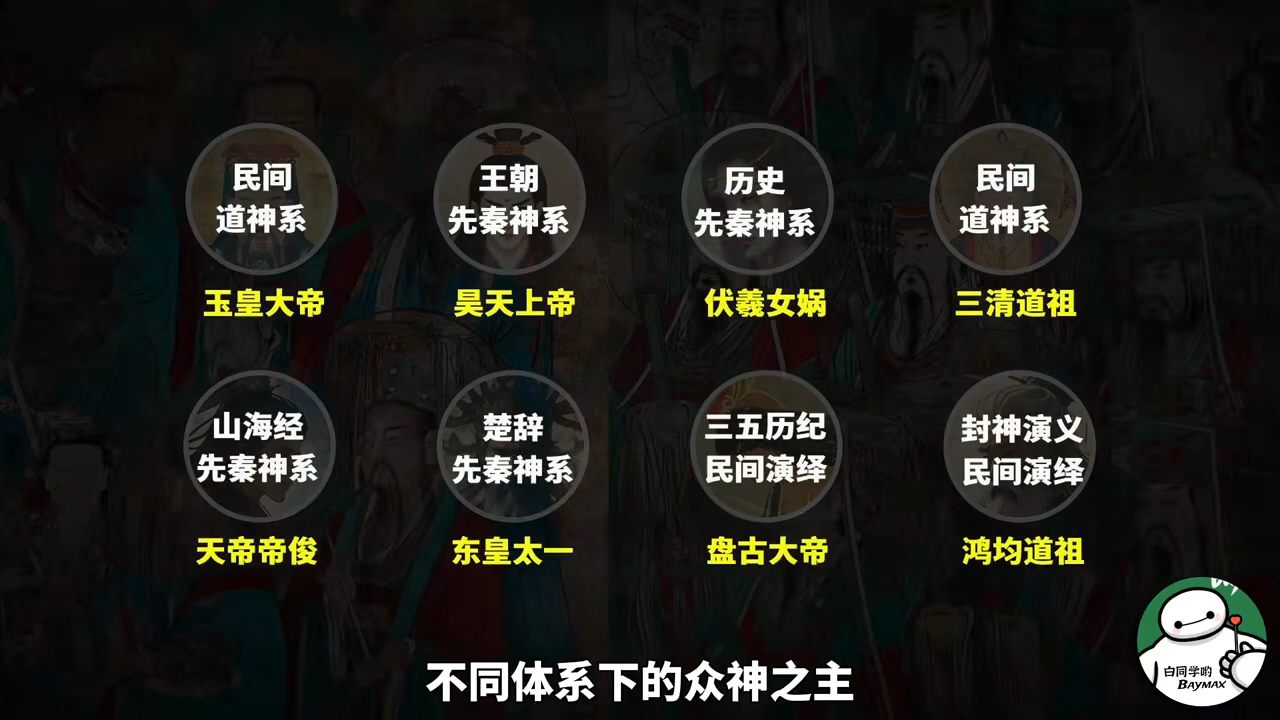 民间
道神系
玉皇大帝
王朝
先秦神系
昊天上帝
历史
先秦神系
伏羲女娲
民间
道神系
三清道祖
山海经
先秦神系
天帝帝俊
楚辞
先秦神系
东皇太一
三五历纪
民间演绎
盘古大帝
封神演义
民间演绎
鸿均道祖
不同体系下的众神之主
白同学哟
BAYMAX